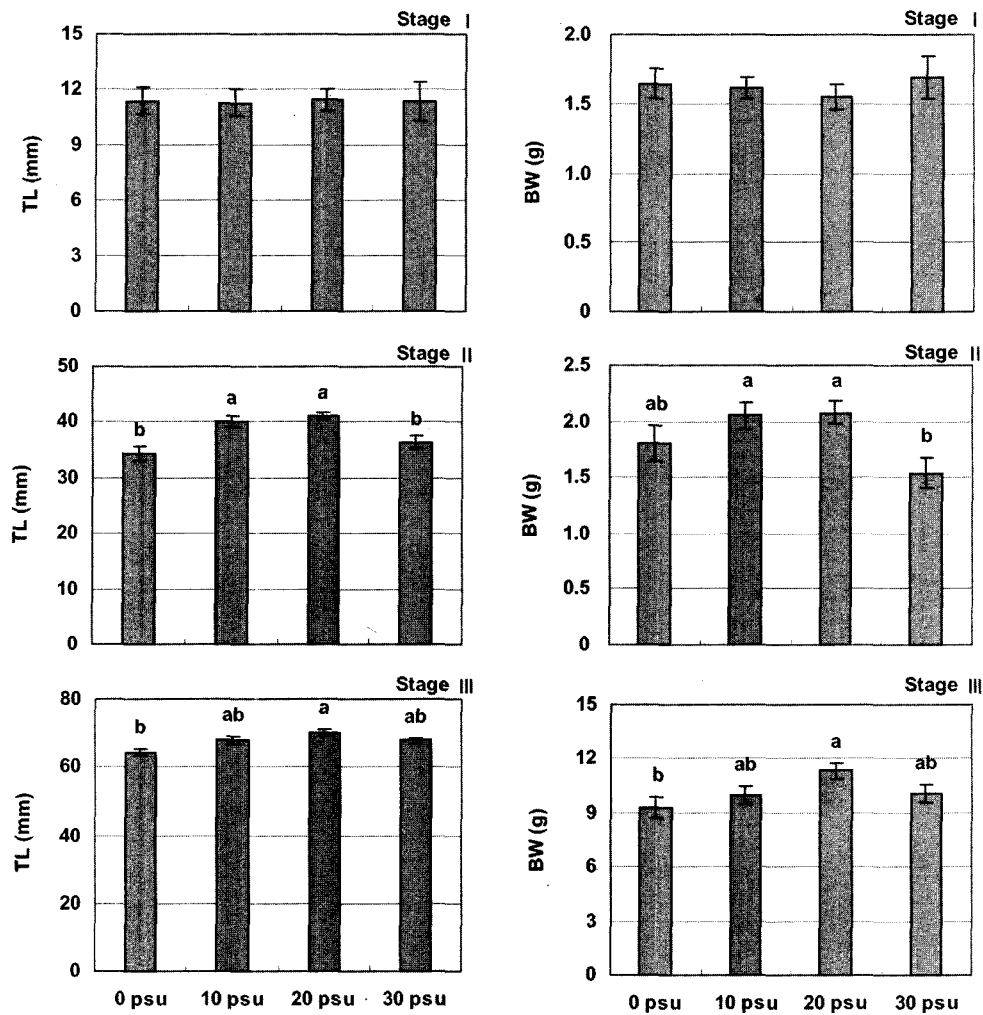 Stage I
15
12
9
6
3
0
TL (mm)
Stage I
2.0
1.5
1.0
0.5
0.0
BW (g)
Stage II
50
40
30
20
10
0
TL (mm)
b
a
a
b
Stage II
2.5
2.0
1.5
1.0
0.5
0.0
BW (g)
ab
a
a
b
Stage III
80
60
40
20
0
TL (mm)
b
ab
a
ab
0 psu 10 psu 20 psu 30 psu
Stage III
15
12
9
6
3
0
BW (g)
b
ab
a
ab
0 psu 10 psu 20 psu 30 psu